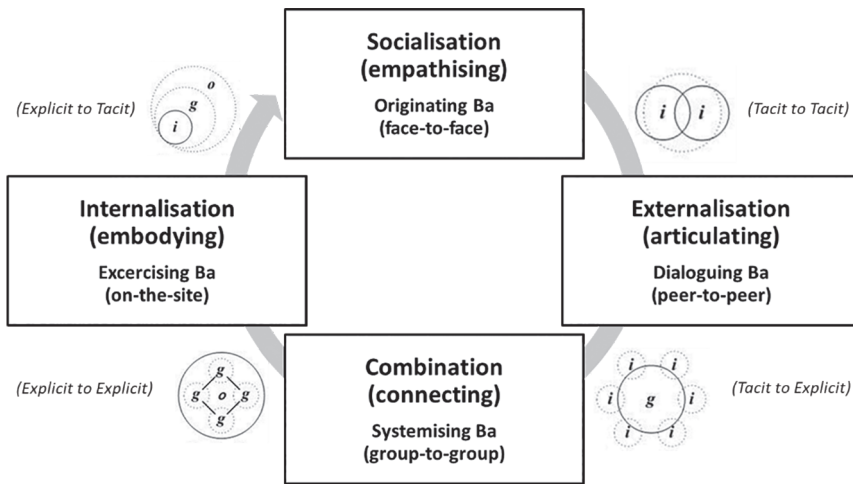 Socialisation
(empathising)
Originating Ba
(face-to-face)
(Explicit to Tacit)
o
g
i
i i
(Tacit to Tacit)
Internalisation
(embodying)
Excercising Ba
(on-the-site)
Externalisation
(articulating)
Dialoguing Ba
(peer-to-peer)
Combination
(connecting)
Systemising Ba
(group-to-group)
(Explicit to Explicit)
g
g o g
g
i i
i g i
i i
(Tacit to Explicit)